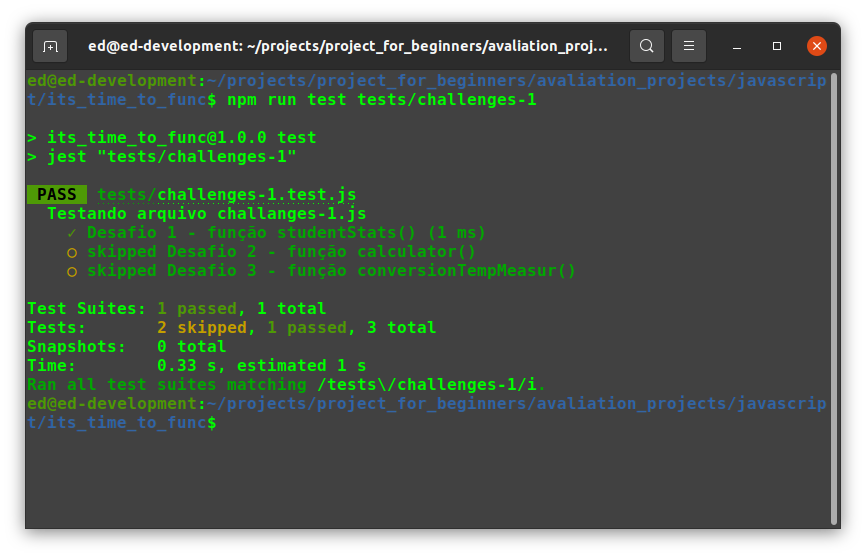 ed@ed-development: ~/projects/project_for_beginners/avaliation_proj...
ed@ed-development:~/projects/project_for_beginners/avaliation_projects/javascrip
t/its_time_to_func$ npm run test tests/challenges-1
> its_time_to_func@1.0.0 test
> jest "tests/challenges-1"
PASS tests/challenges-1.test.js
Testando arquivo challanges-1.js
✓ Desafio 1 - função studentStats() (1 ms)
○ skipped Desafio 2 - função calculator()
○ skipped Desafio 3 - função conversionTempMeasur()
Test Suites: 1 passed, 1 total
Tests: 2 skipped, 1 passed, 3 total
Snapshots: 0 total
Time: 0.33 s, estimated 1 s
Ran all test suites matching /tests\/challenges-1/i.
ed@ed-development:~/projects/project_for_beginners/avaliation_projects/javascrip
t/its_time_to_func$